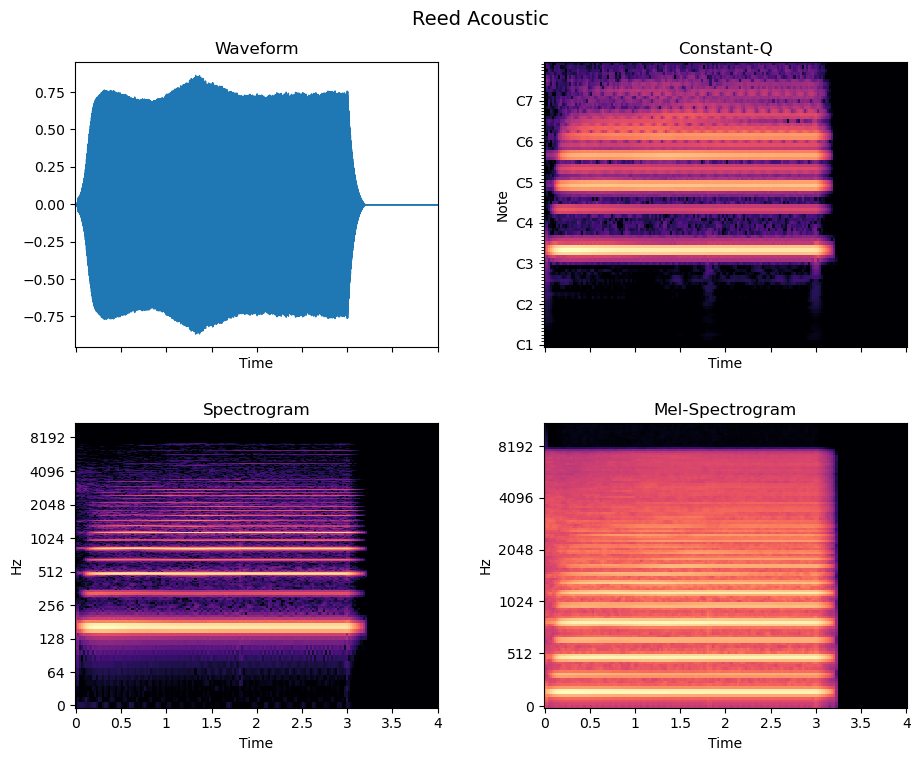 Reed Acoustic
Waveform
0.75
0.50
0.25
0.00
−0.25
−0.50
−0.75
Time
Constant-Q
Note
C7
C6
C5
C4
C3
C2
C1
Time
Spectrogram
Hz
8192
4096
2048
1024
512
256
128
64
0
0 0.5 1 1.5 2 2.5 3 3.5 4
Time
Mel-Spectrogram
Hz
8192
4096
2048
1024
512
0
0 0.5 1 1.5 2 2.5 3 3.5 4
Time